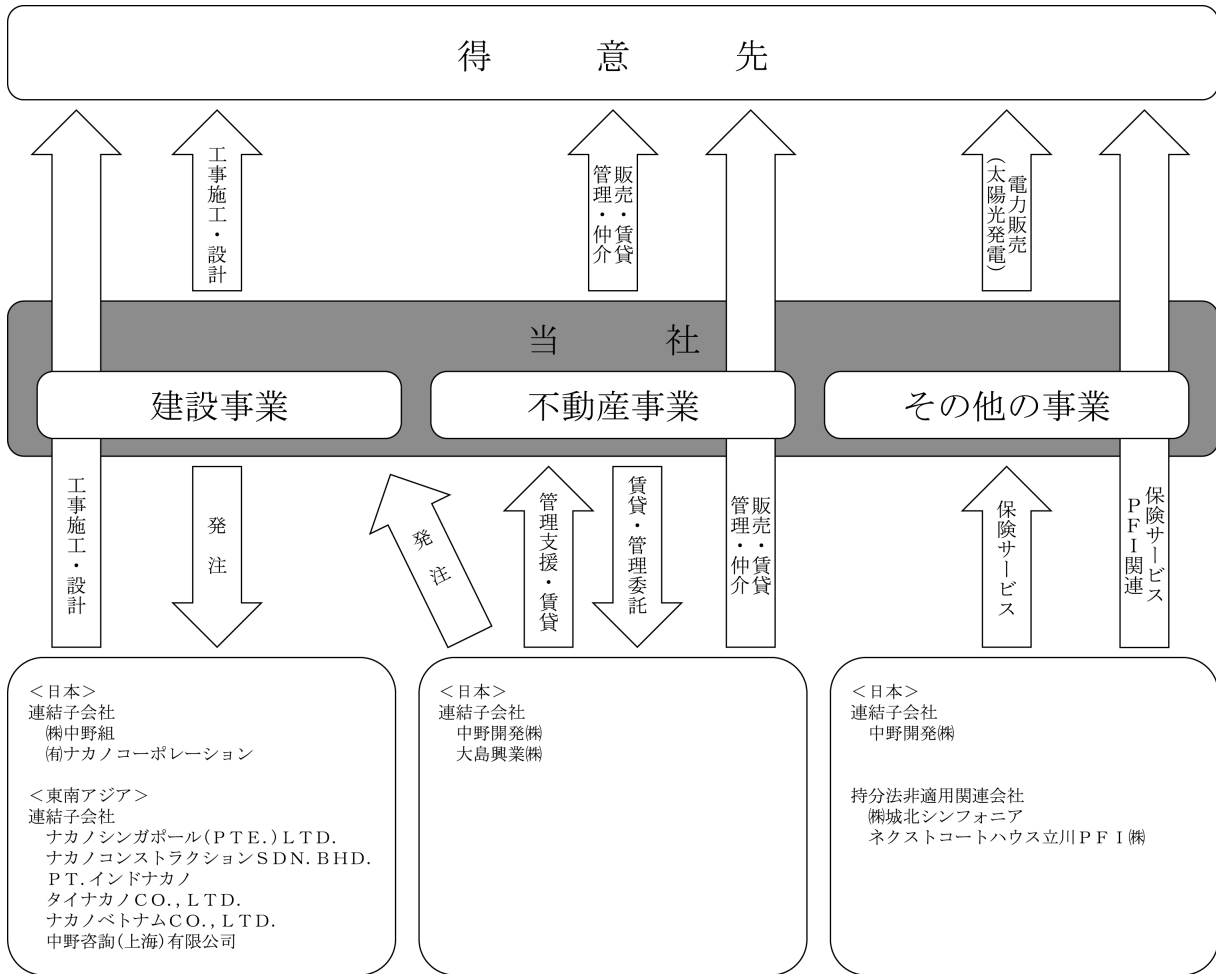 得意先
工事施工・設計
販売・賃貸
管理・仲介
電力販売
(太陽光発電)
当社
建設事業
不動産事業
その他の事業
工事施工・設計
発注
発注
管理支援・賃貸
賃貸・管理委託
販売・賃貸
管理・仲介
保険サービス
保険サービス
PFI関連
＜日本＞
連結子会社
㈱中野組
㈲ナカノコーポレーション
＜東南アジア＞
連結子会社
ナカノシンガポール(PTE.)LTD.
ナカノコンストラクションSDN.BHD.
PT.インドナカノ
タイナカノCO.,LTD.
ナカノベトナムCO.,LTD.
中野咨詢(上海)有限公司
＜日本＞
連結子会社
中野開発㈱
大島興業㈱
＜日本＞
連結子会社
中野開発㈱
持分法非適用関連会社
㈱城北シンフォニア
ネクストコートハウス立川PFI㈱